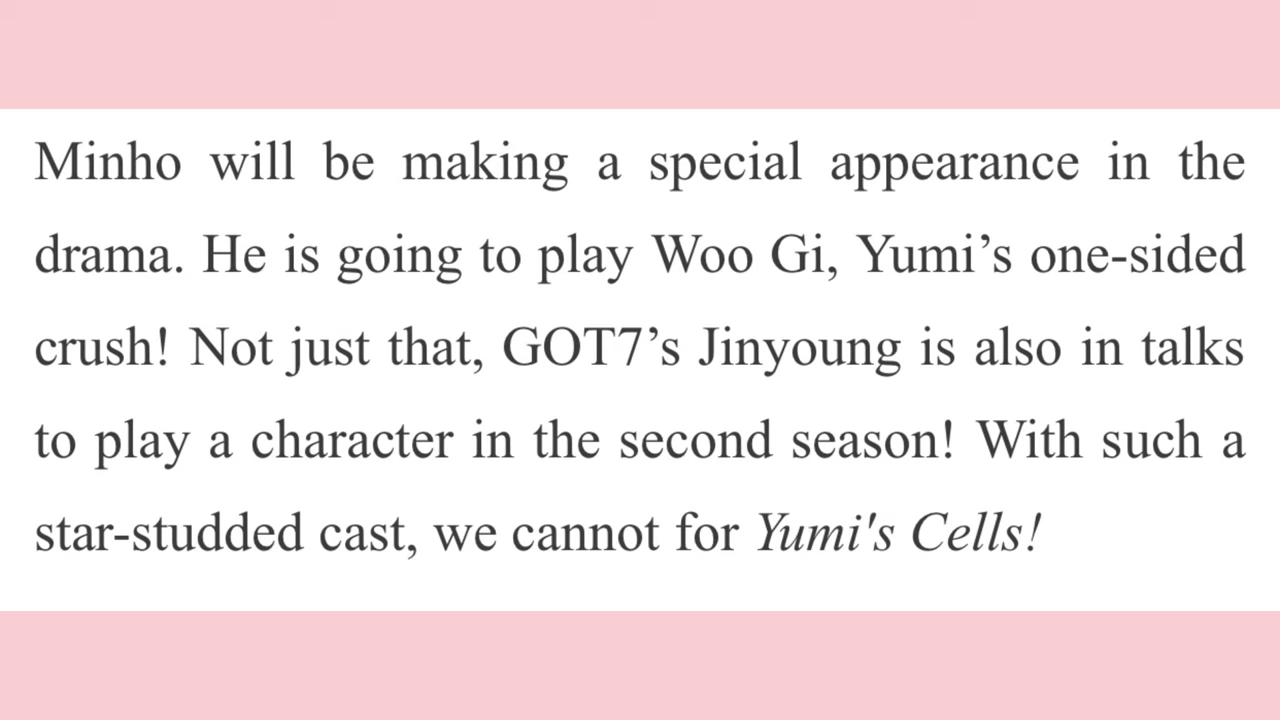 Minho will be making a special appearance in the
drama. He is going to play Woo Gi, Yumi’s one-sided
crush! Not just that, GOT7’s Jinyoung is also in talks
to play a character in the second season! With such a
star-studded cast, we cannot for Yumi's Cells!